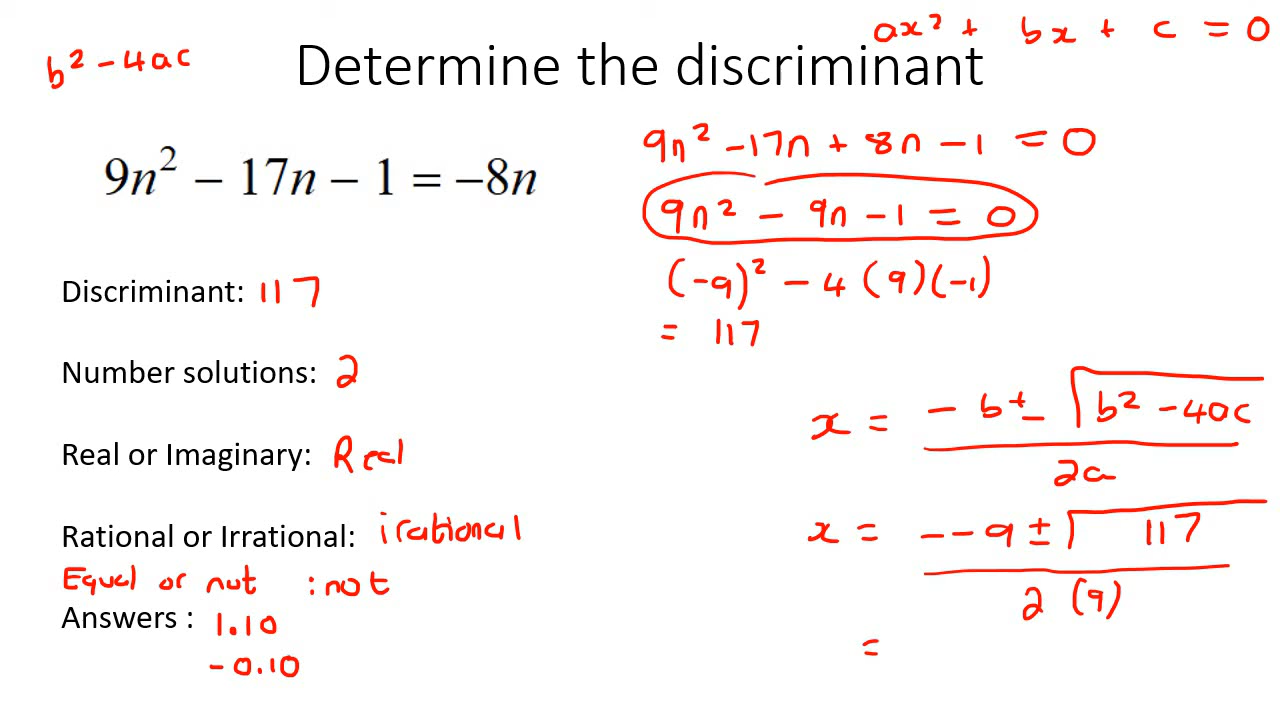 ax² + bx + c = 0
b² - 4ac
Determine the discriminant
9n² - 17n - 1 = -8n
9n² - 17n + 8n - 1 = 0
9n² - 9n - 1 = 0
(-9)² - 4(9)(-1)
= 117
Discriminant: 117
Number solutions: 2
Real or Imaginary: Real
Rational or Irrational: irational
Equal or not : not
Answers : 1.10
-0.10
x = -b ± √b² - 4ac / 2a
x = --9 ± √117 / 2(9)
=